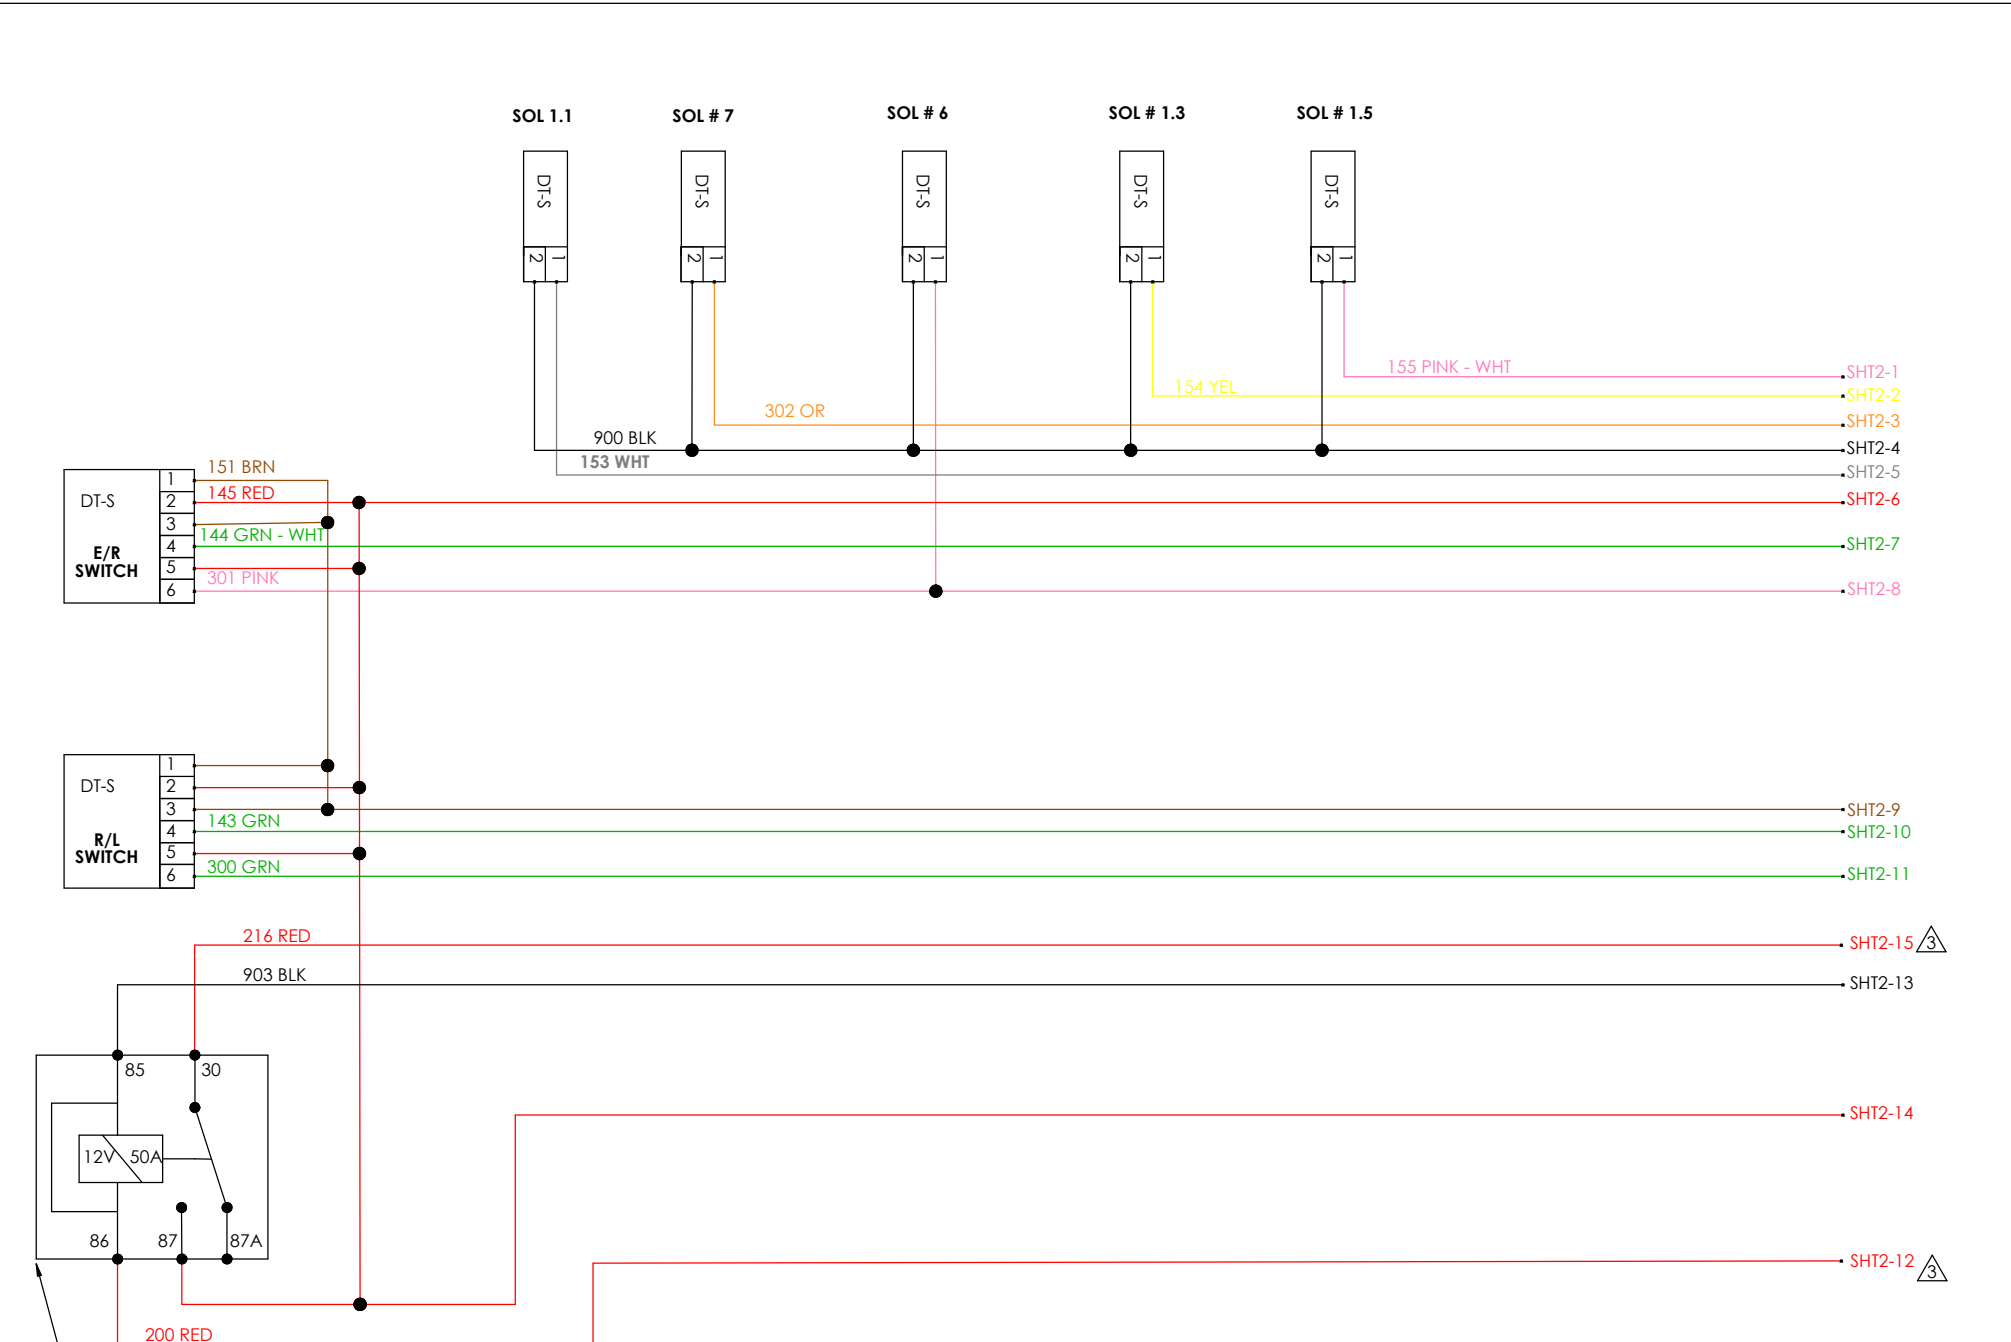 SOL 1.1
SOL # 7
SOL # 6
SOL # 1.3
SOL # 1.5
DT-S
DT-S
DT-S
DT-S
DT-S
2 1
2 1
2 1
2 1
2 1
155 PINK - WHT
SHT2-1
154 YEL
SHT2-2
302 OR
SHT2-3
900 BLK
SHT2-4
153 WHT
SHT2-5
151 BRN
145 RED
SHT2-6
144 GRN - WHT
SHT2-7
301 PINK
SHT2-8
DT-S
E/R
SWITCH
1
2
3
4
5
6
DT-S
R/L
SWITCH
1
2
3
4
5
6
SHT2-9
143 GRN
SHT2-10
300 GRN
SHT2-11
216 RED
SHT2-15
3
903 BLK
SHT2-13
85
30
12V
50A
86
87
87A
SHT2-14
SHT2-12
3
200 RED